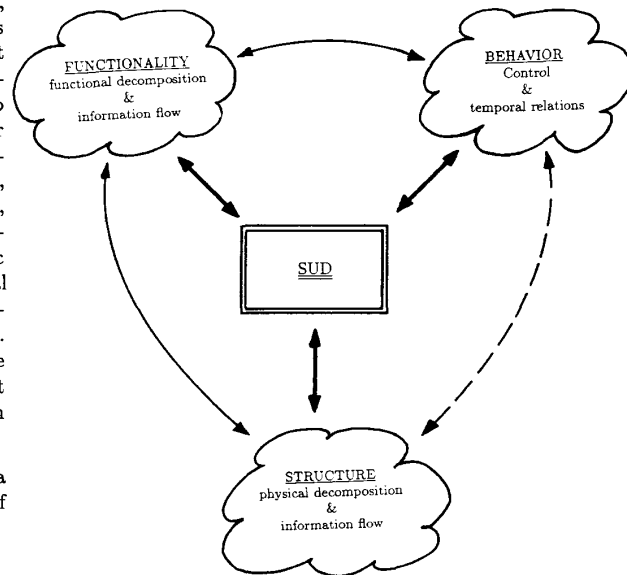 FUNCTIONALITY
functional decomposition
&
information flow
BEHAVIOR
Control
&
temporal relations
SUD
STRUCTURE
physical decomposition
&
information flow